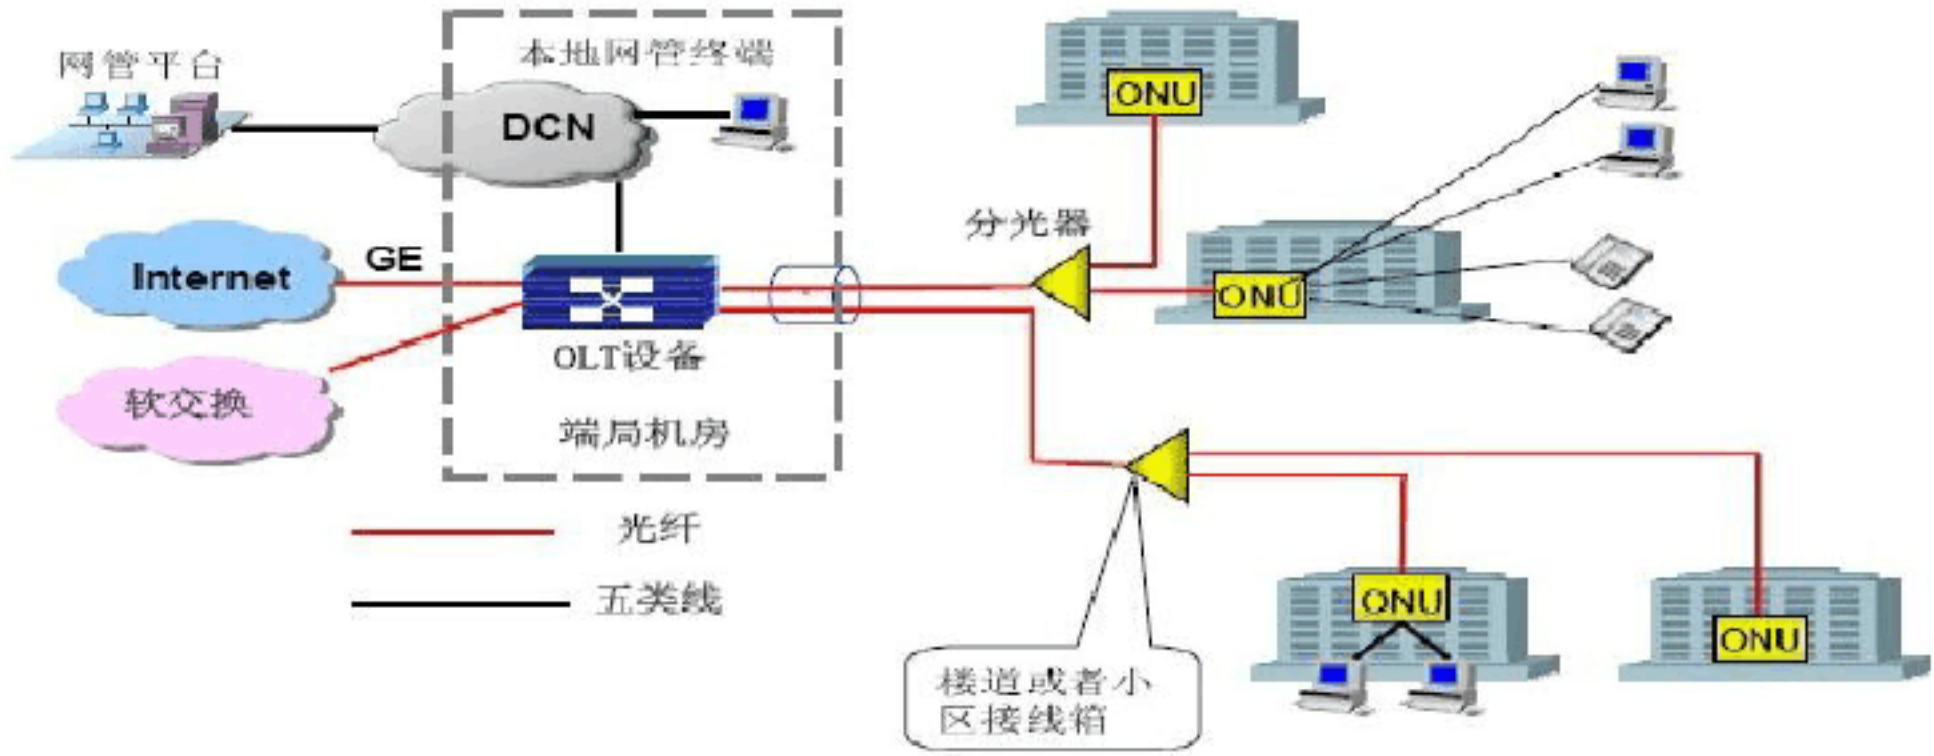 网管平台
本地网管终端
DCN
ONU
Internet
GE
分光器
ONU
OLT设备
软交换
端局机房
光纤
五类线
ONU
ONU
楼道或者小
区接线箱